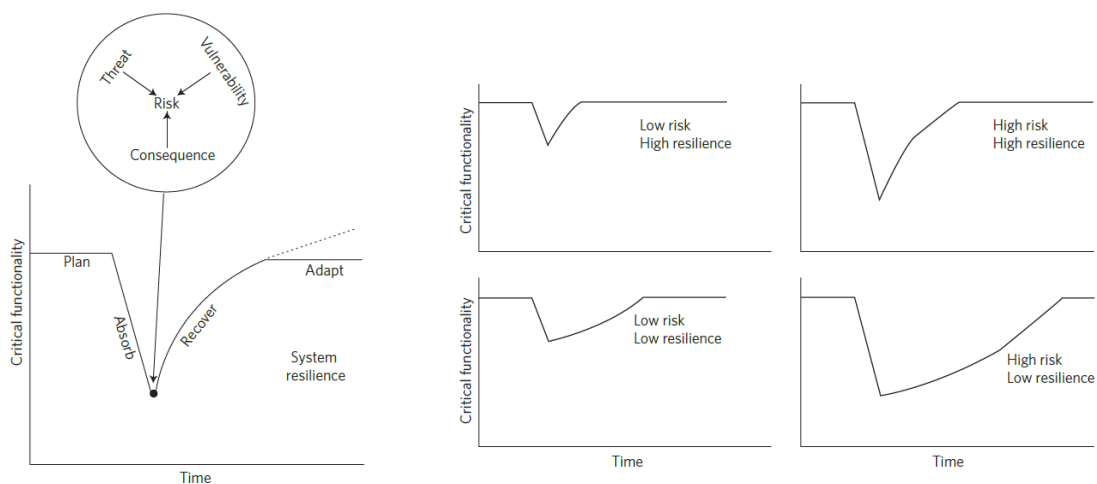 Threat
Vulnerability
Risk
Consequence
Critical functionality
Plan
Absorb
Recover
Adapt
System
resilience
Time
Critical functionality
Low risk
High resilience
High risk
High resilience
Critical functionality
Low risk
Low resilience
High risk
Low resilience
Time
Time